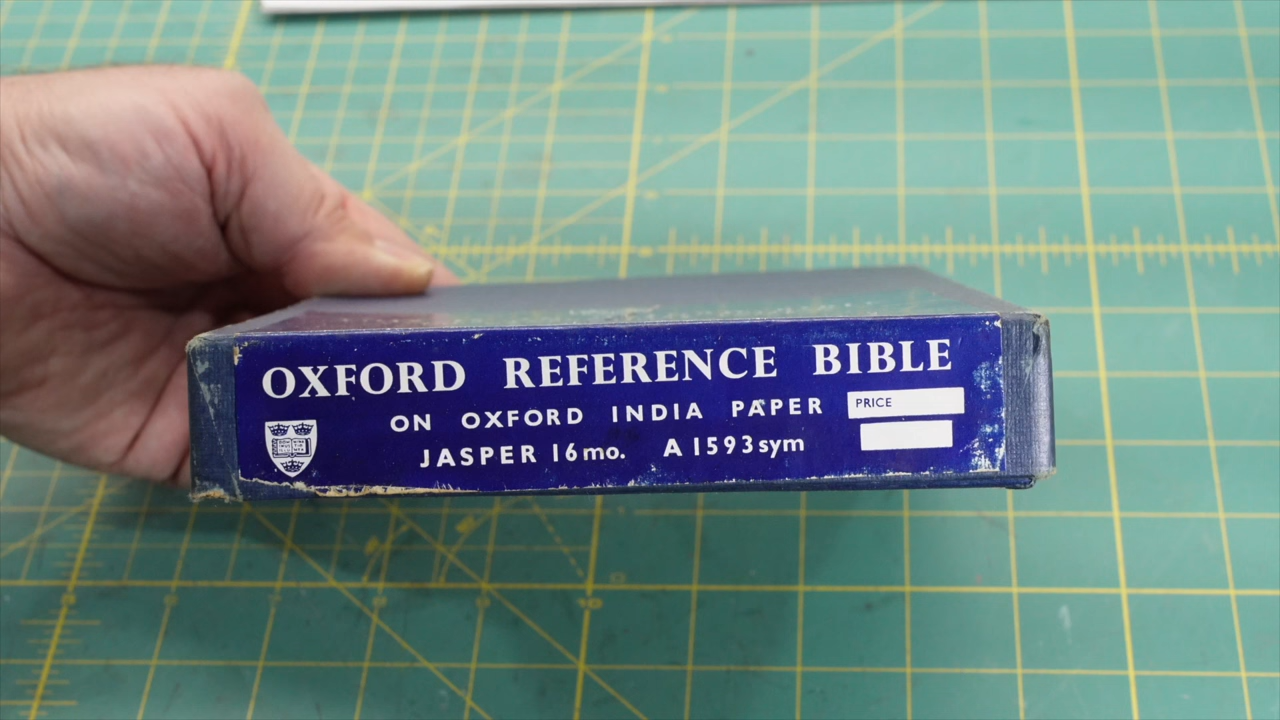 OXFORD REFERENCE BIBLE
ON OXFORD INDIA PAPER
PRICE
JASPER 16mo. A 1593 sym